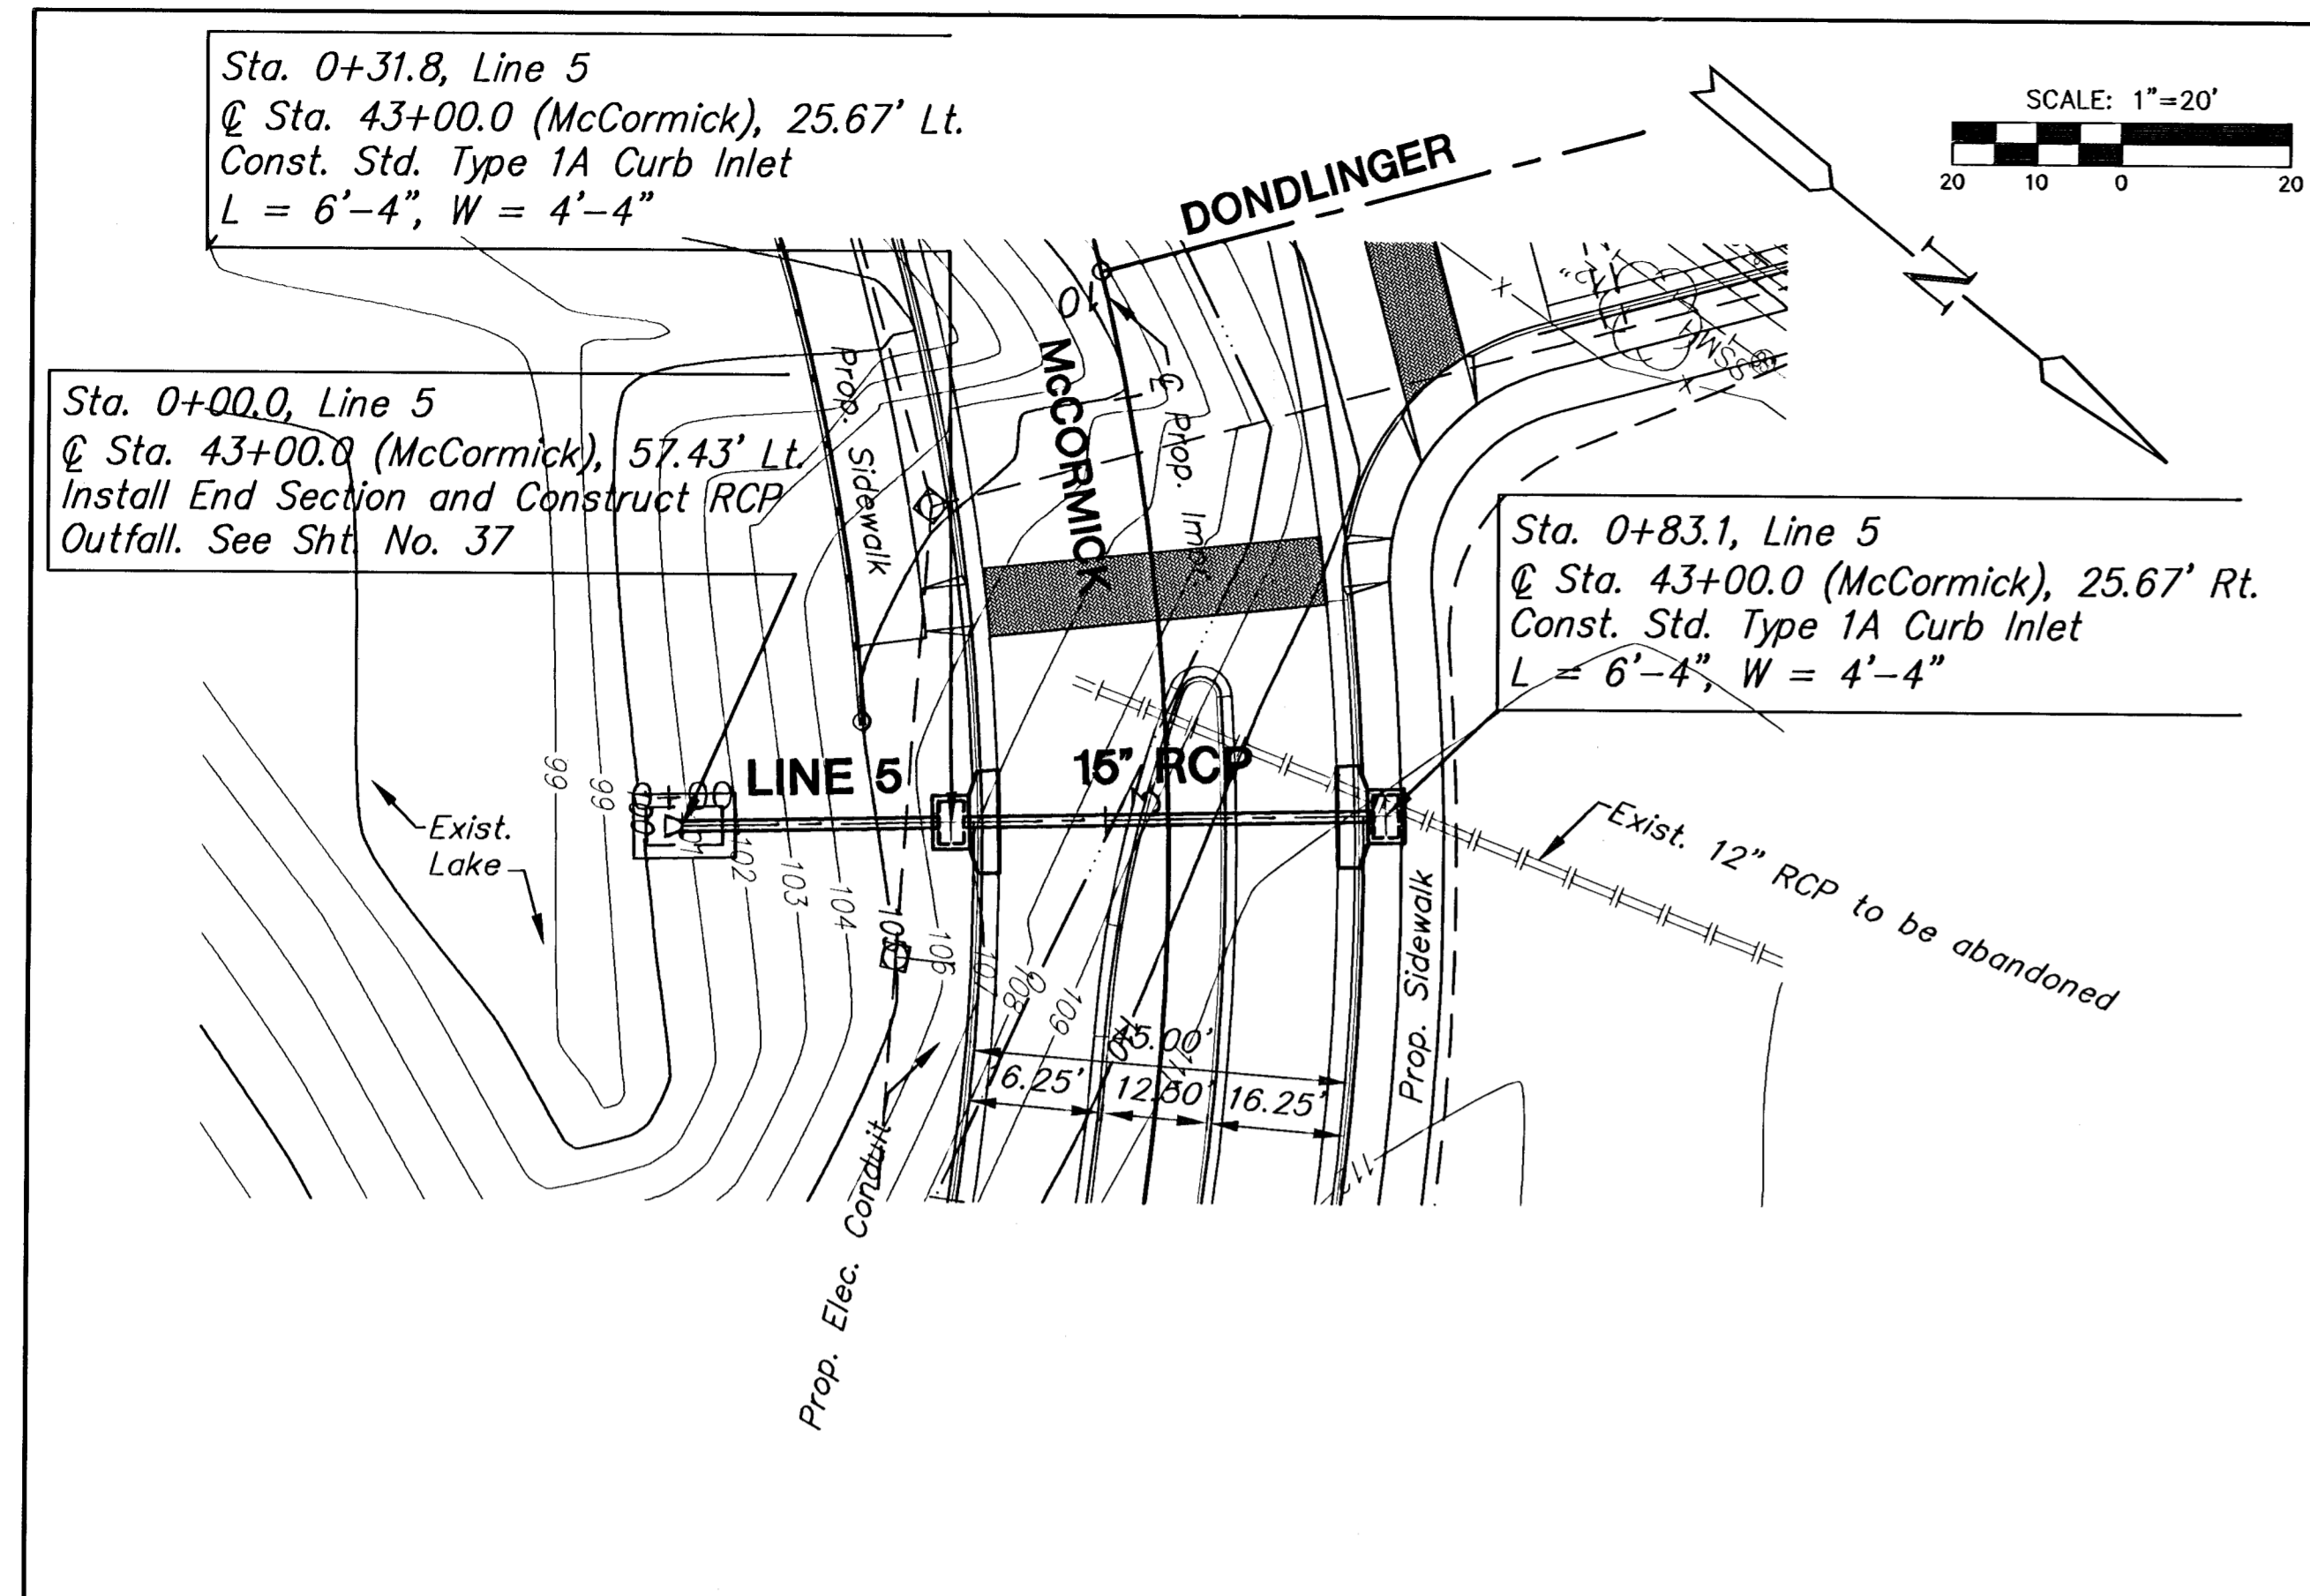 Sta. 0+31.8, Line 5
℄ Sta. 43+00.0 (McCormick), 25.67' Lt.
Const. Std. Type 1A Curb Inlet
L = 6'-4", W = 4'-4"
SCALE: 1"=20'
20 10 0 20
N
DONDLINGER
McCORMICK
℄ Prop. Impr.
Prop. Sidewalk
SSMH
Sta. 0+00.0, Line 5
℄ Sta. 43+00.0 (McCormick), 57.43' Lt.
Install End Section and Construct RCP
Outfall. See Sht. No. 37
Sta. 0+83.1, Line 5
℄ Sta. 43+00.0 (McCormick), 25.67' Rt.
Const. Std. Type 1A Curb Inlet
L = 6'-4", W = 4'-4"
LINE 5
15" RCP
99
99
Exist.
Lake
101
102
103
104
105
106
107
108
109
Exist. 12" RCP to be abandoned
Prop. Sidewalk
45.00'
16.25'
12.50'
16.25'
112
Prop. Elec. Conduit